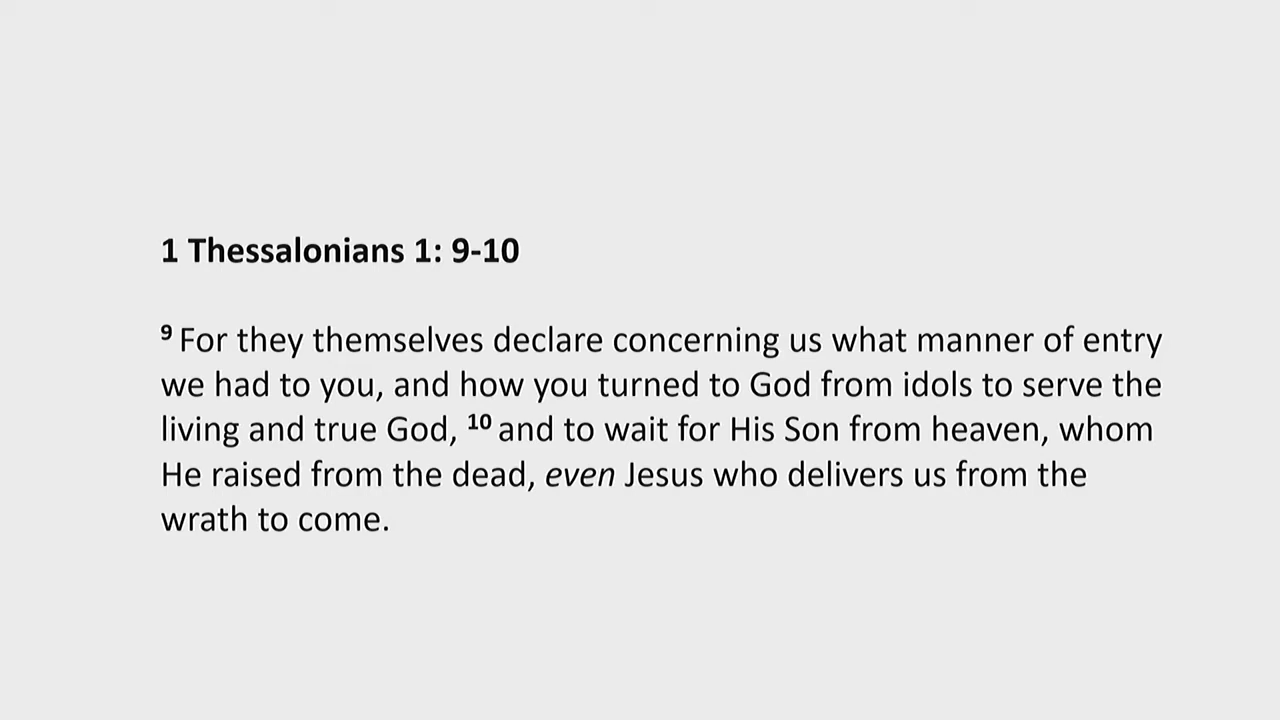 1 Thessalonians 1: 9-10
9 For they themselves declare concerning us what manner of entry
we had to you, and how you turned to God from idols to serve the
living and true God, 10 and to wait for His Son from heaven, whom
He raised from the dead, even Jesus who delivers us from the
wrath to come.